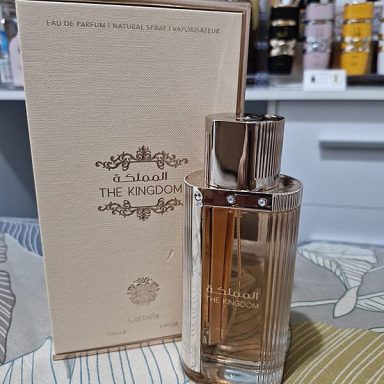 EAU DE PARFUM | NATURAL SPRAY | VAPORISATEUR
المملكة
THE KINGDOM
Lattafa
المملكة
THE KINGDOM